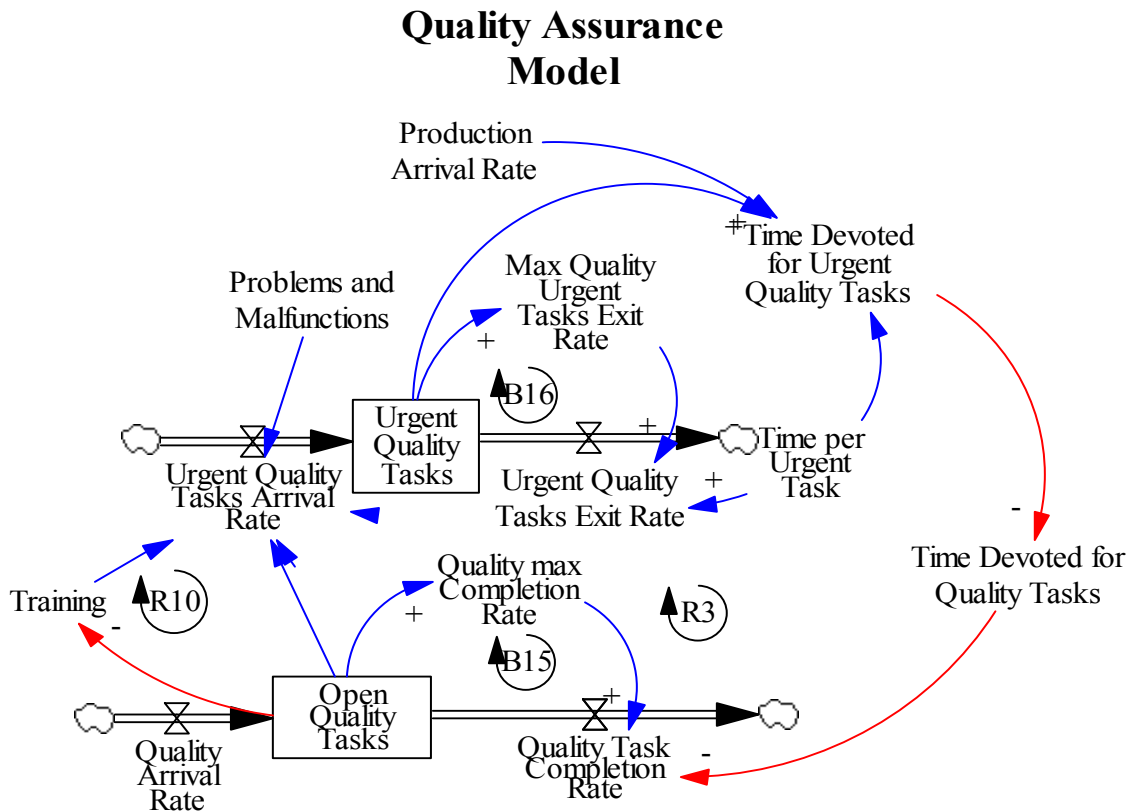 Quality Assurance
Model
Production
Arrival Rate
+
+
Time Devoted
for Urgent
Quality Tasks
Max Quality
Urgent
Tasks Exit
Rate
Problems and
Malfunctions
+
B16
Urgent
Quality
Tasks
+
Time per
Urgent
Task
Urgent Quality
Tasks Arrival
Rate
Urgent Quality
Tasks Exit Rate
+
-
Time Devoted for
Quality Tasks
Quality max
Completion
Rate
Training
-
R10
+
R3
B15
Open
Quality
Tasks
+
Quality
Arrival
Rate
Quality Task
Completion
Rate
-